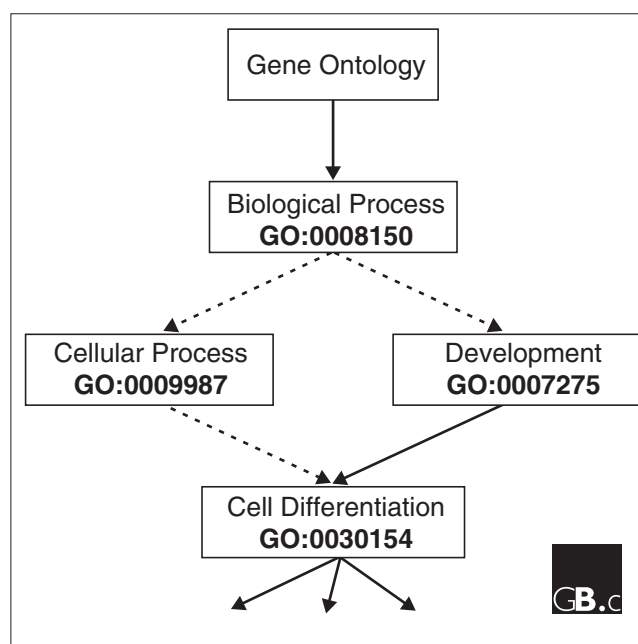 Gene Ontology
Biological Process
GO:0008150
Cellular Process
GO:0009987
Development
GO:0007275
Cell Differentiation
GO:0030154
GB.c